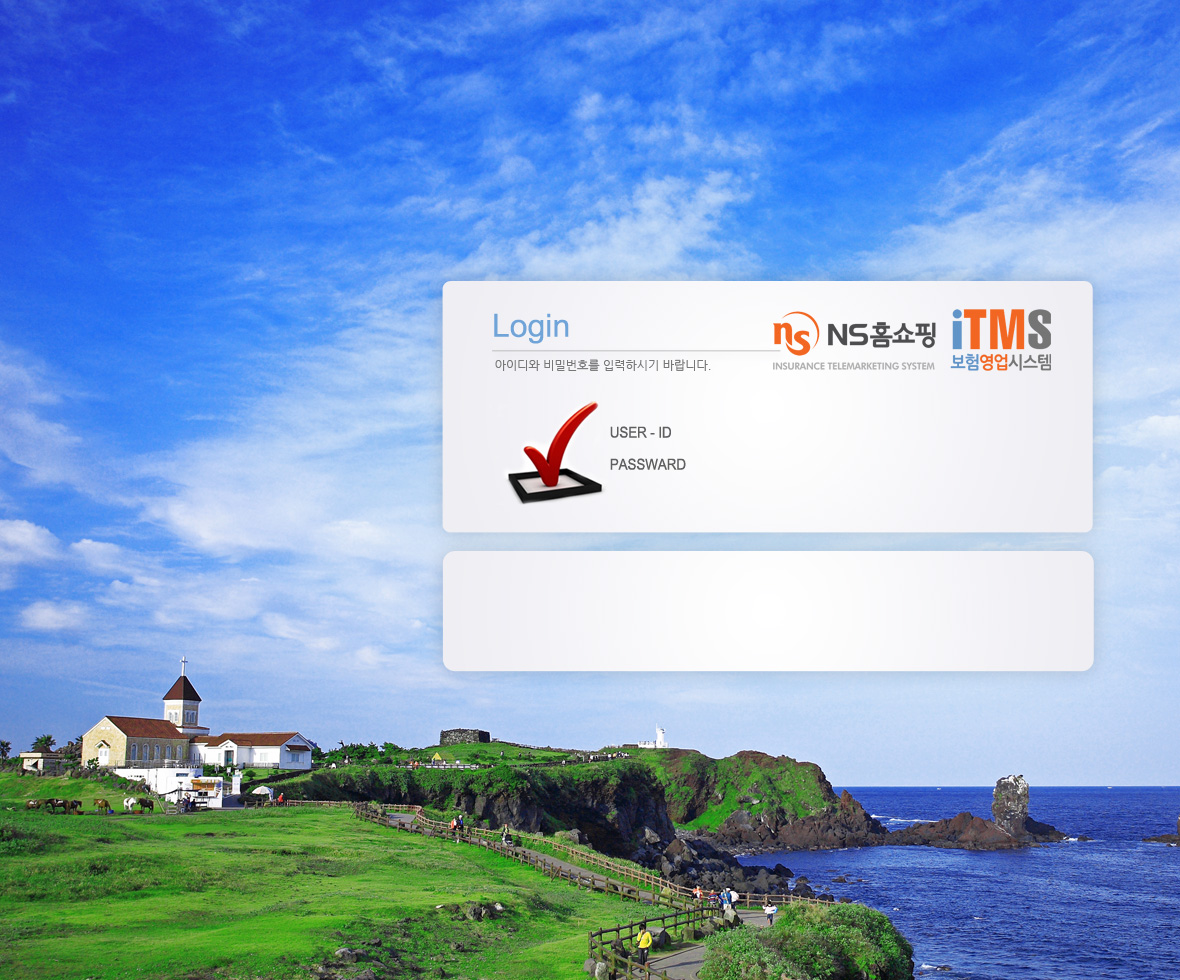 Login
아이디와 비밀번호를 입력하시기 바랍니다.
ns NS홈쇼핑
INSURANCE TELEMARKETING SYSTEM
iTMS
보험영업시스템
USER - ID
PASSWARD